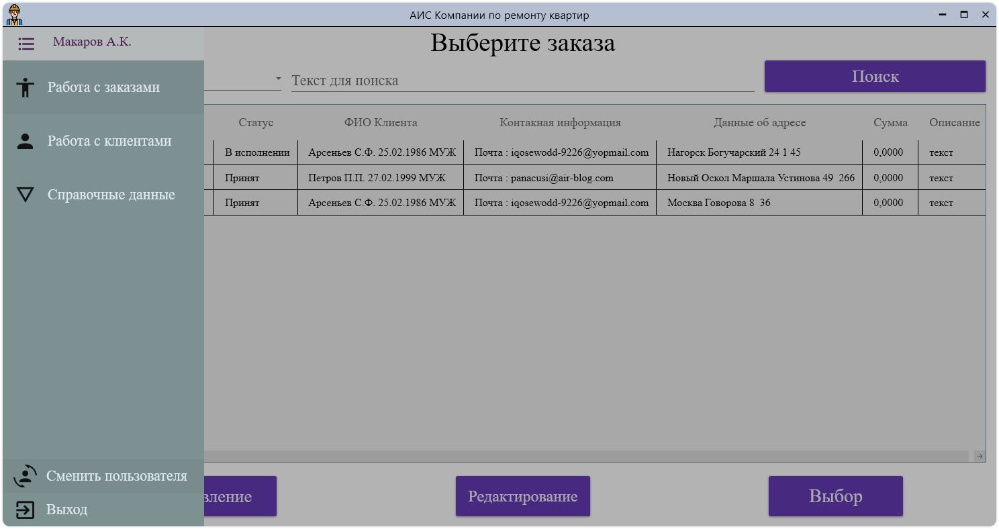 АИС Компании по ремонту квартир
Макаров А.К.
Выберите заказа
Работа с заказами
Текст для поиска
Поиск
Работа с клиентами
Справочные данные
Статус ФИО Клиента Контакная информация Данные об адресе Сумма Описание
В исполнении Арсеньев С.Ф. 25.02.1986 МУЖ Почта : iqosewodd-9226@yopmail.com Нагорск Богучарский 24 1 45 0,0000 текст
Принят Петров П.П. 27.02.1999 МУЖ Почта : panacusi@air-blog.com Новый Оскол Маршала Устинова 49 266 0,0000 текст
Принят Арсеньев С.Ф. 25.02.1986 МУЖ Почта : iqosewodd-9226@yopmail.com Москва Говорова 8 36 0,0000 текст
Сменить пользователя
Выход
вление
Редактирование
Выбор